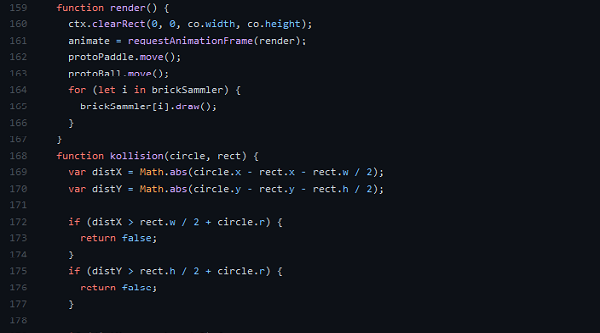 159 function render() {
160 ctx.clearRect(0, 0, co.width, co.height);
161 animate = requestAnimationFrame(render);
162 protoPaddle.move();
163 protoBall.move();
164 for (let i in brickSammler) {
165 brickSammler[i].draw();
166 }
167 }
168 function kollision(circle, rect) {
169 var distX = Math.abs(circle.x - rect.x - rect.w / 2);
170 var distY = Math.abs(circle.y - rect.y - rect.h / 2);
171
172 if (distX > rect.w / 2 + circle.r) {
173 return false;
174 }
175 if (distY > rect.h / 2 + circle.r) {
176 return false;
177 }
178